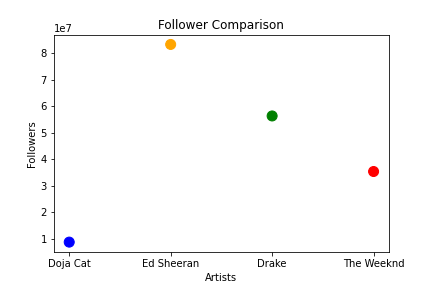 Follower Comparison
1e7
8
7
6
5
4
3
2
1
Followers
Doja Cat Ed Sheeran Drake The Weeknd
Artists